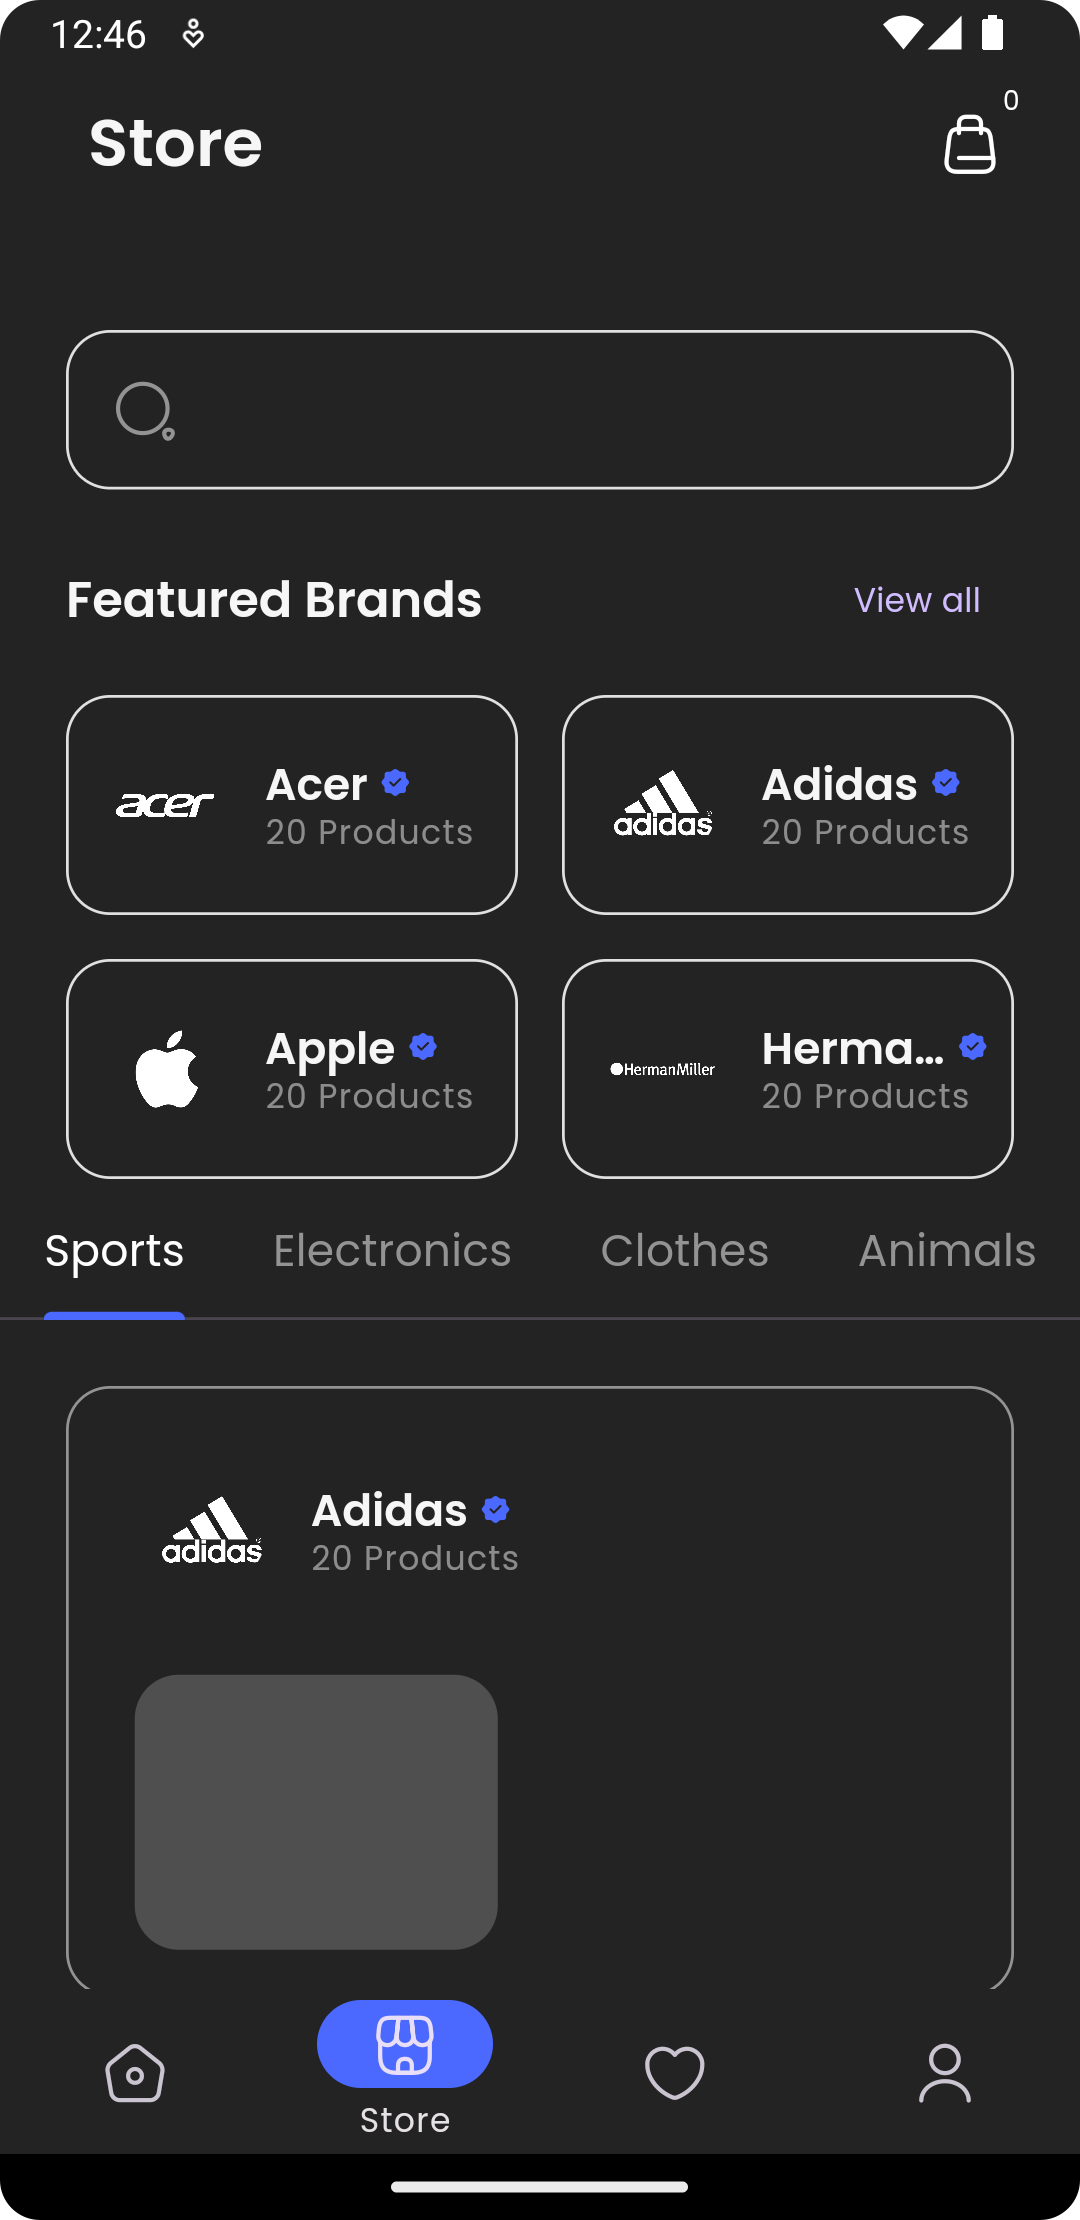 12:46
0
Store
Featured Brands
View all
acer
Acer
20 Products
adidas
Adidas
20 Products
Apple
20 Products
HermanMiller
Herma...
20 Products
Sports
Electronics
Clothes
Animals
adidas
Adidas
20 Products
Store